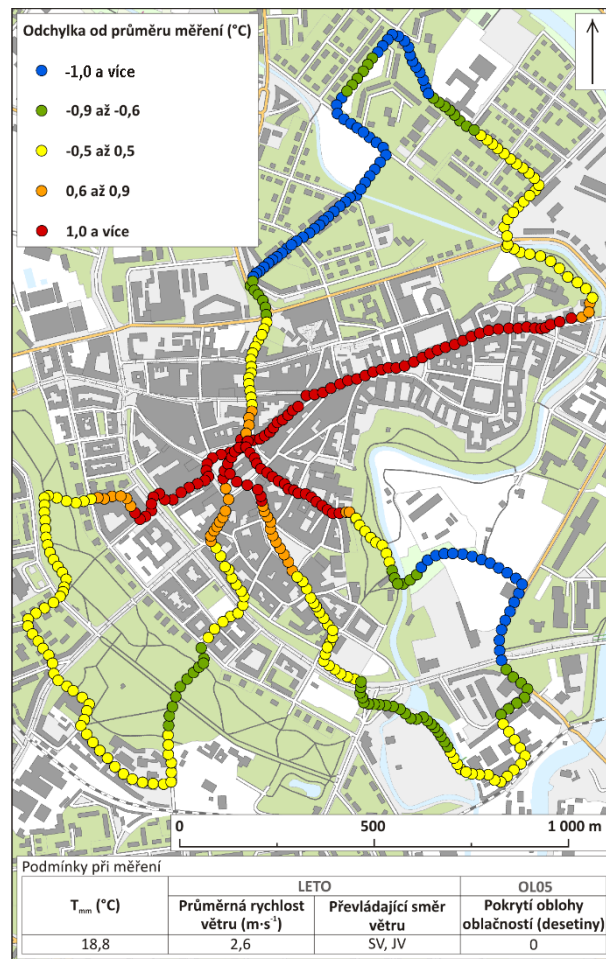 Odchylka od průměru měření (°C)
-1,0 a více
-0,9 až -0,6
-0,5 až 0,5
0,6 až 0,9
1,0 a více
0 500 1 000 m
Podmínky při měření
LETO OL05
Tmm (°C) Průměrná rychlost Převládající směr Pokrytí oblohy
větru (m·s-1) větru oblačností (desetiny)
18,8 2,6 SV, JV 0